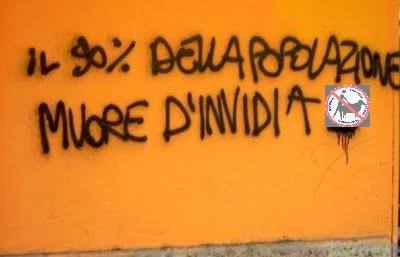 iL 90% DELLA POPOLAZIONE
MUORE D'INVIDIA